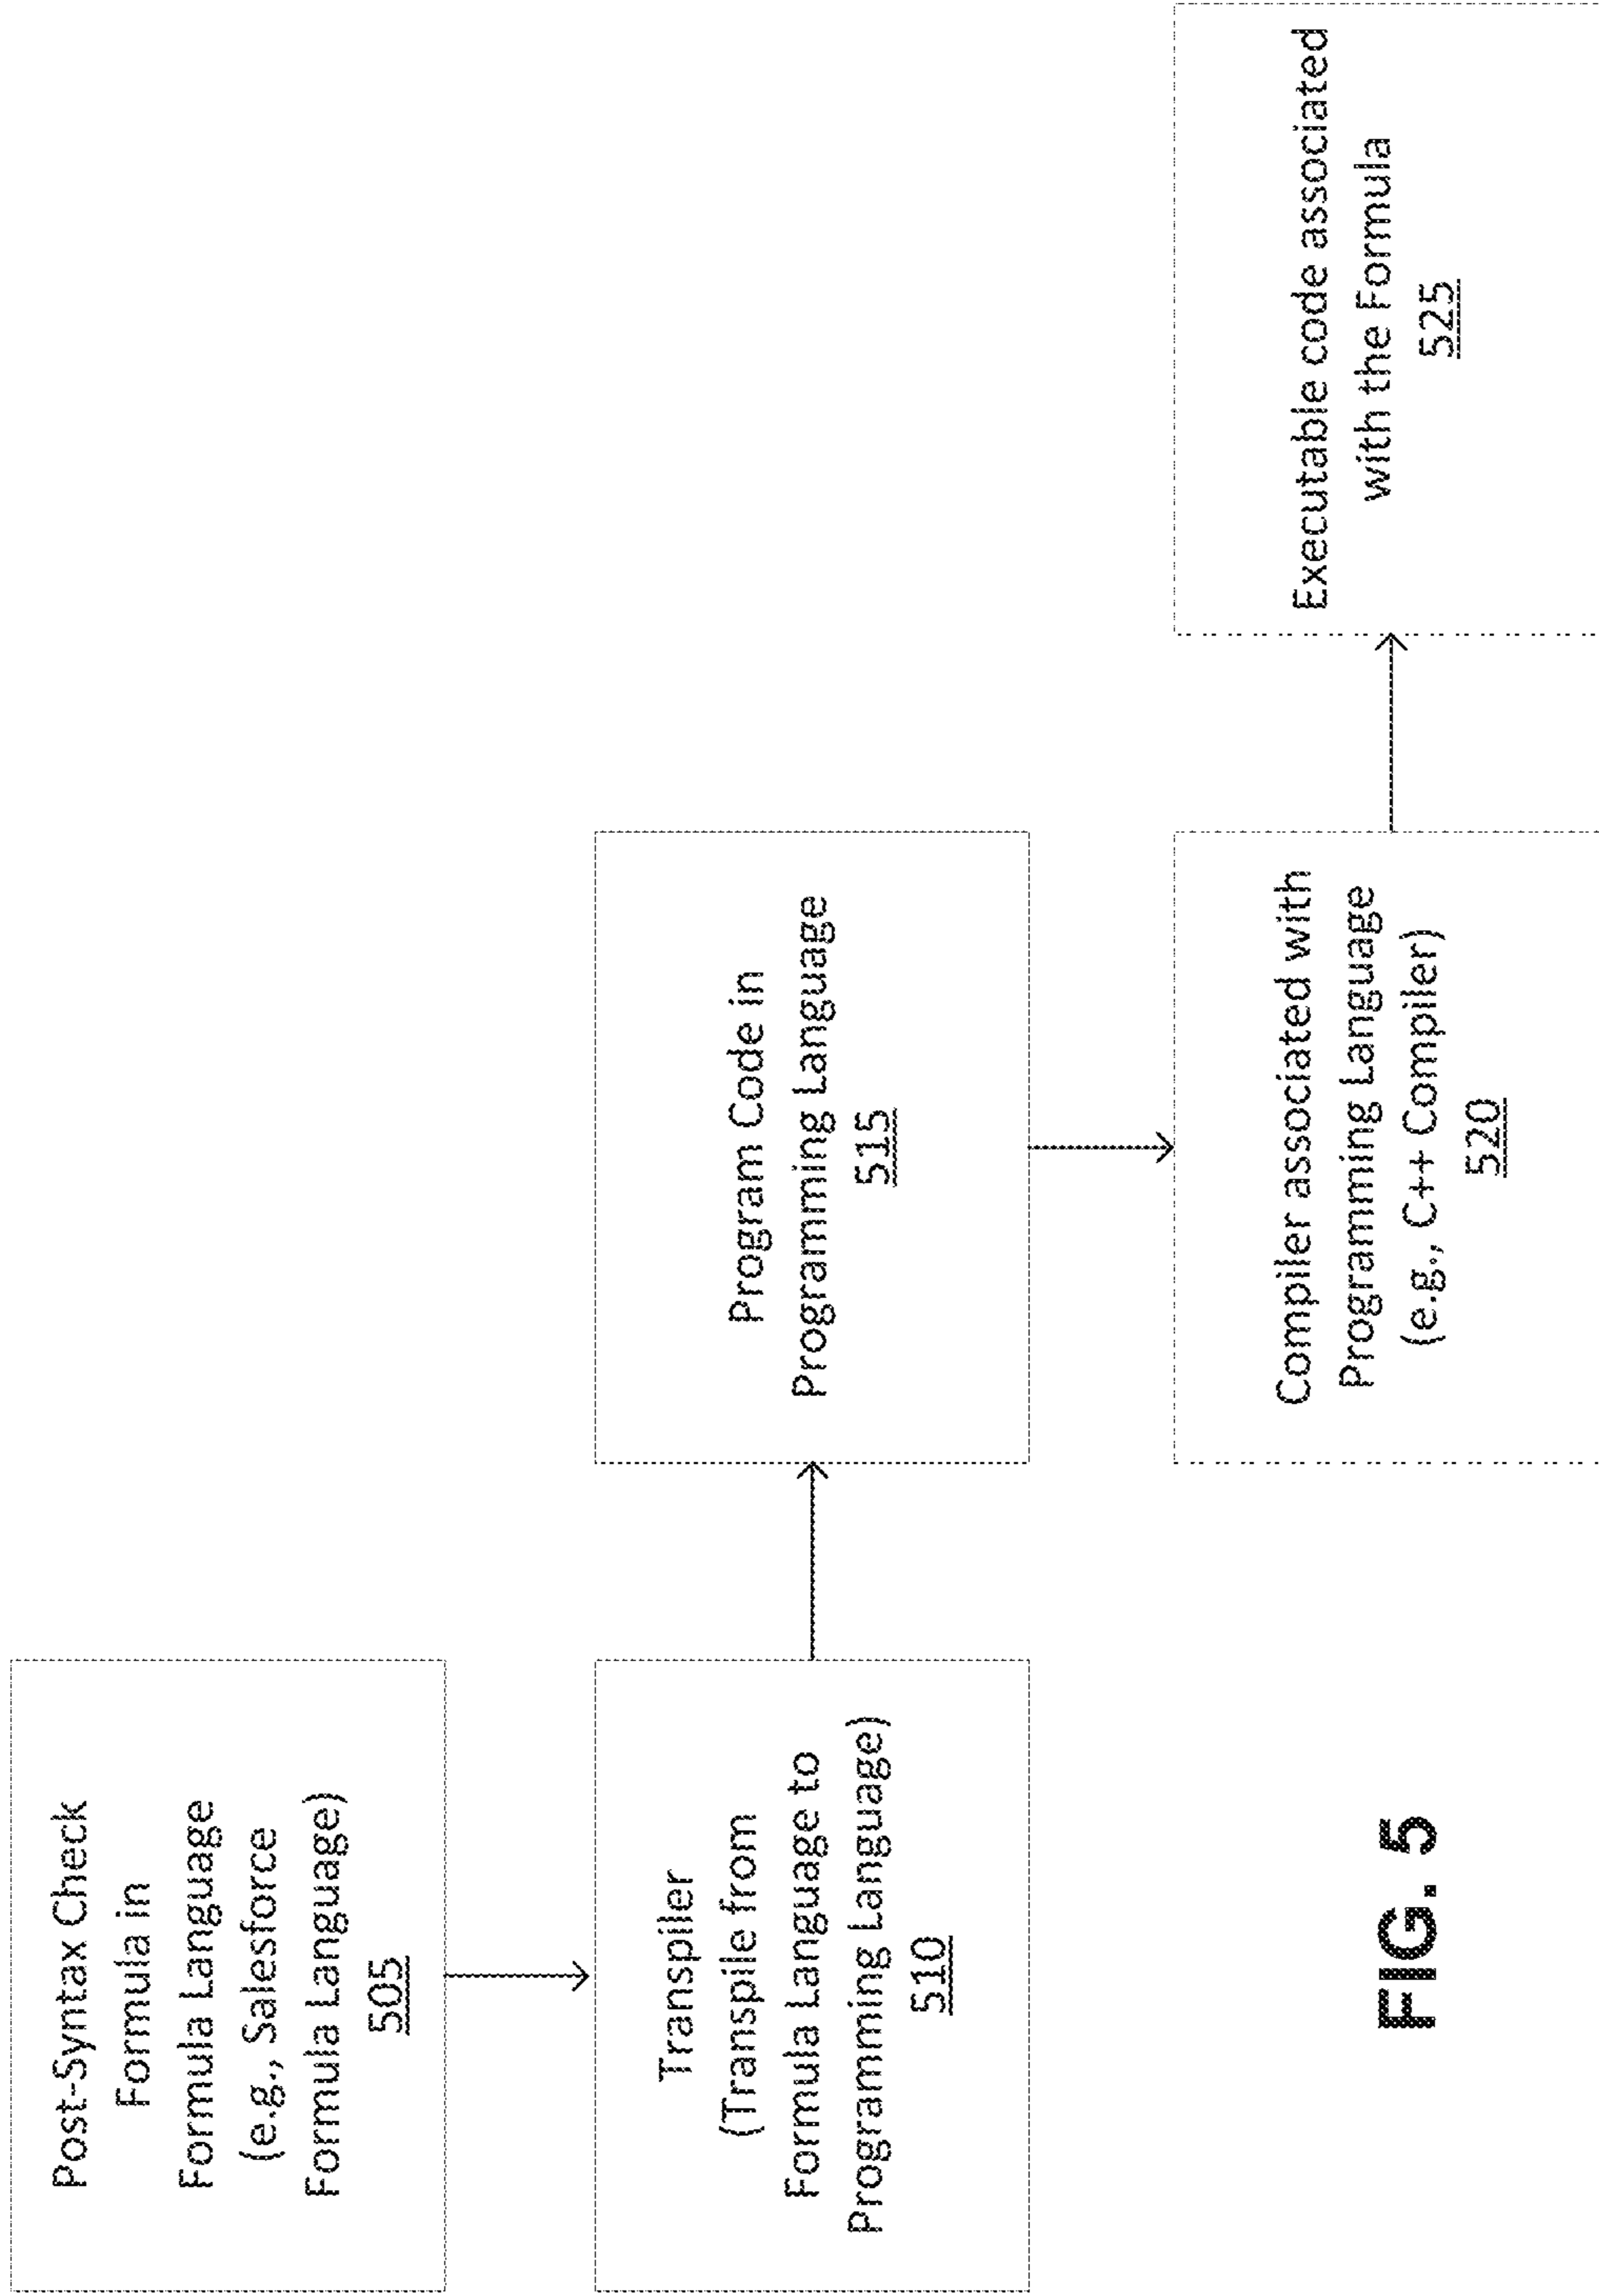 Post-Syntax Check
Formula in
Formula Language
(e.g., Salesforce
Formula Language)
505
Transpiler
(Transpile from
Formula Language to
Programming Language)
510
Program Code in
Programming Language
515
Compiler associated with
Programming Language
(e.g., C++ Compiler)
520
Executable code associated
with the Formula
525
FIG. 5